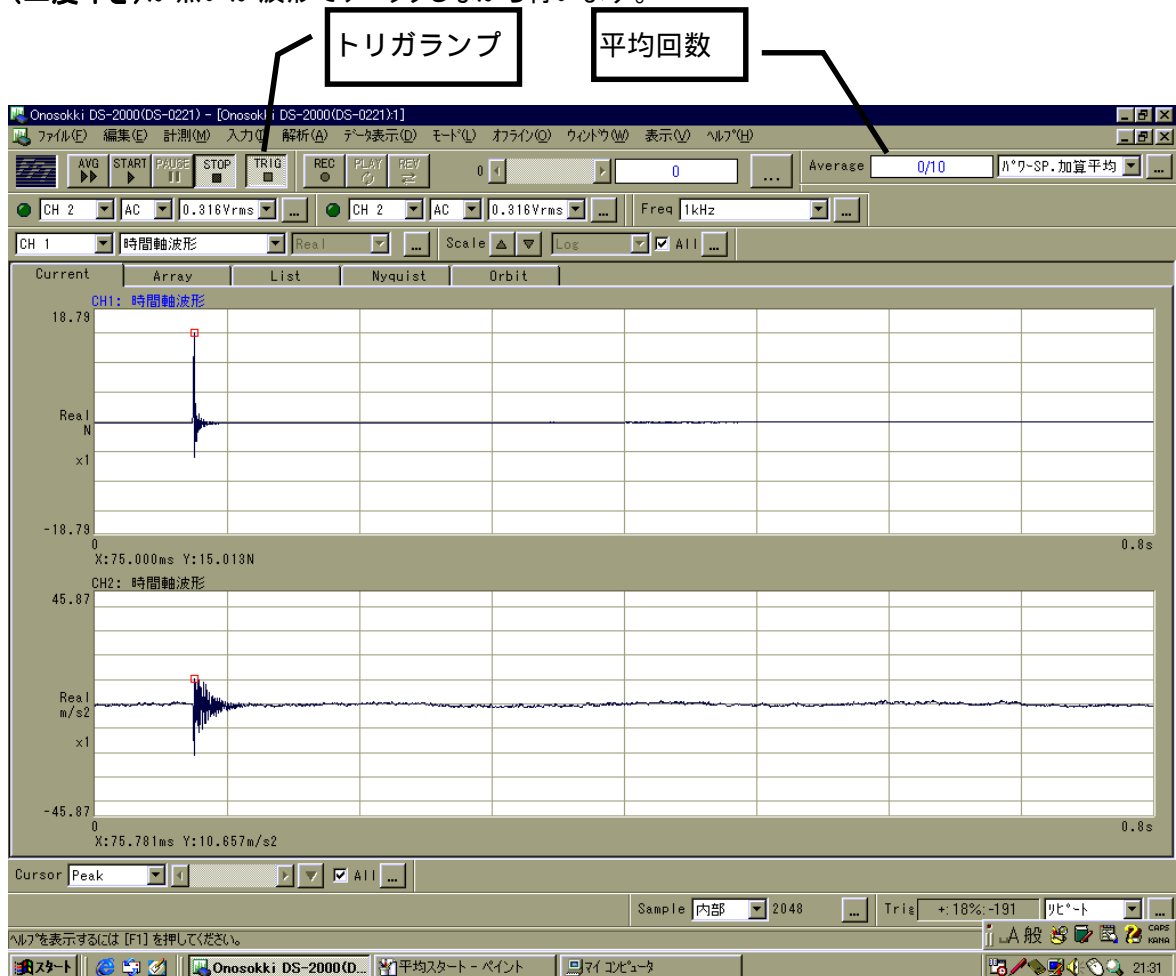 トリガランプ
平均回数
Onosokki DS-2000(DS-0221) - [Onosokki DS-2000(DS-0221):1]
ファイル(F) 編集(E) 計測(M) 入力(I) 解析(A) データ表示(D) モード(L) オフライン(O) ウィンドウ(W) 表示(V) ヘルプ(H)
AVG START PAUSE STOP TRIG REC PLAY REV 0 0 ... Average 0/10 パワーSP.加算平均 ...
CH 2 AC 0.316Vrms ... CH 2 AC 0.316Vrms ... Freq 1kHz ...
CH 1 時間軸波形 Real ... Scale Log All ...
Current Array List Nyquist Orbit
CH1: 時間軸波形
18.79
Real
N
x1
-18.79
0 0.8s
X:75.000ms Y:15.013N
CH2: 時間軸波形
45.87
Real
m/s2
x1
-45.87
0 0.8s
X:75.781ms Y:10.657m/s2
Cursor Peak All ...
Sample 内部 2048 ... Trig +:18%:-191 リピート ...
ヘルプを表示するには [F1] を押してください。
A 般 CAPS
KANA
スタート Onosokki DS-2000(D... 平均スタート - ペイント マイ コンピュータ 21:31